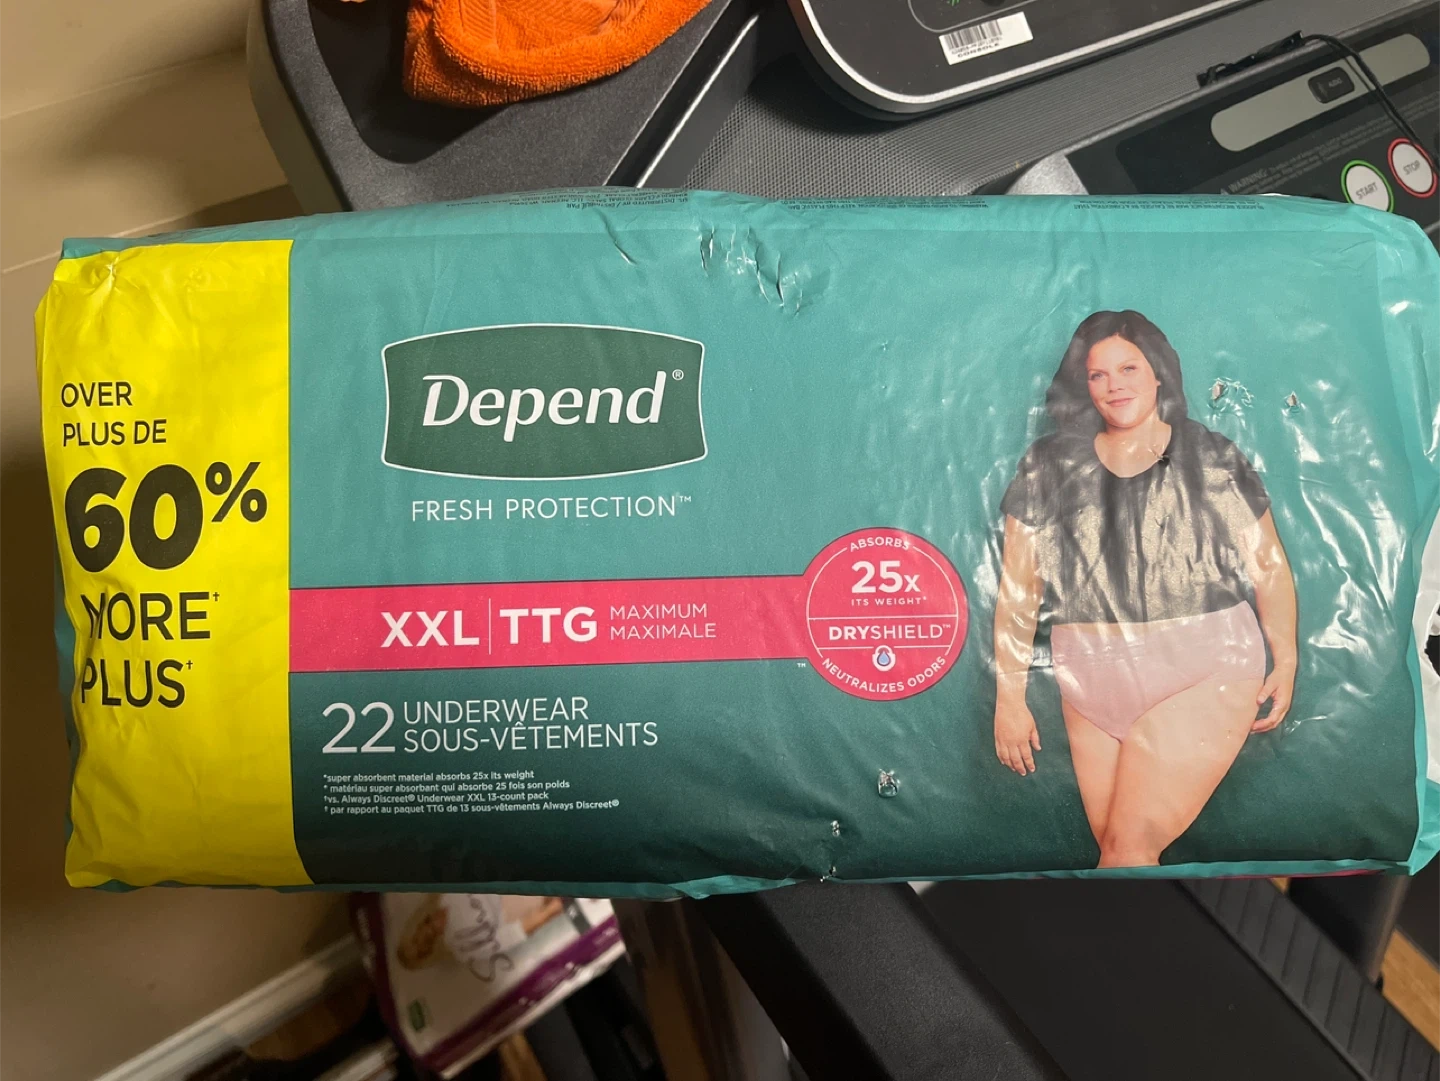 OVER
PLUS DE
60%
MORE†
PLUS†
Depend®
FRESH PROTECTION™
XXL | TTG MAXIMUM
MAXIMALE
ABSORBS
25x
ITS WEIGHT*
DRYSHIELD™
NEUTRALIZES ODORS
™
22 UNDERWEAR
SOUS-VÊTEMENTS
*super absorbent material absorbs 25x its weight
* matériau super absorbant qui absorbe 25 fois son poids
†vs. Always Discreet® Underwear XXL 13-count pack
† par rapport au paquet TTG de 13 sous-vêtements Always Discreet®
CONSOLE
WARNING
START
STOP